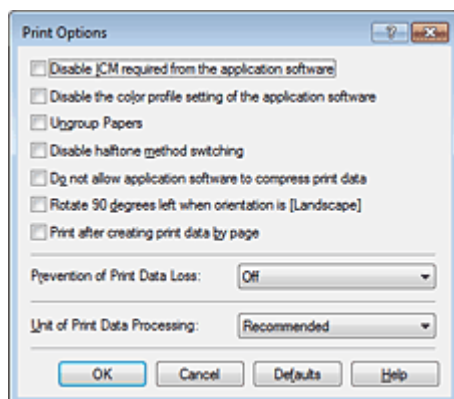 Print Options
Disable ICM required from the application software
Disable the color profile setting of the application software
Ungroup Papers
Disable halftone method switching
Do not allow application software to compress print data
Rotate 90 degrees left when orientation is [Landscape]
Print after creating print data by page
Prevention of Print Data Loss: Off
Unit of Print Data Processing: Recommended
OK Cancel Defaults Help